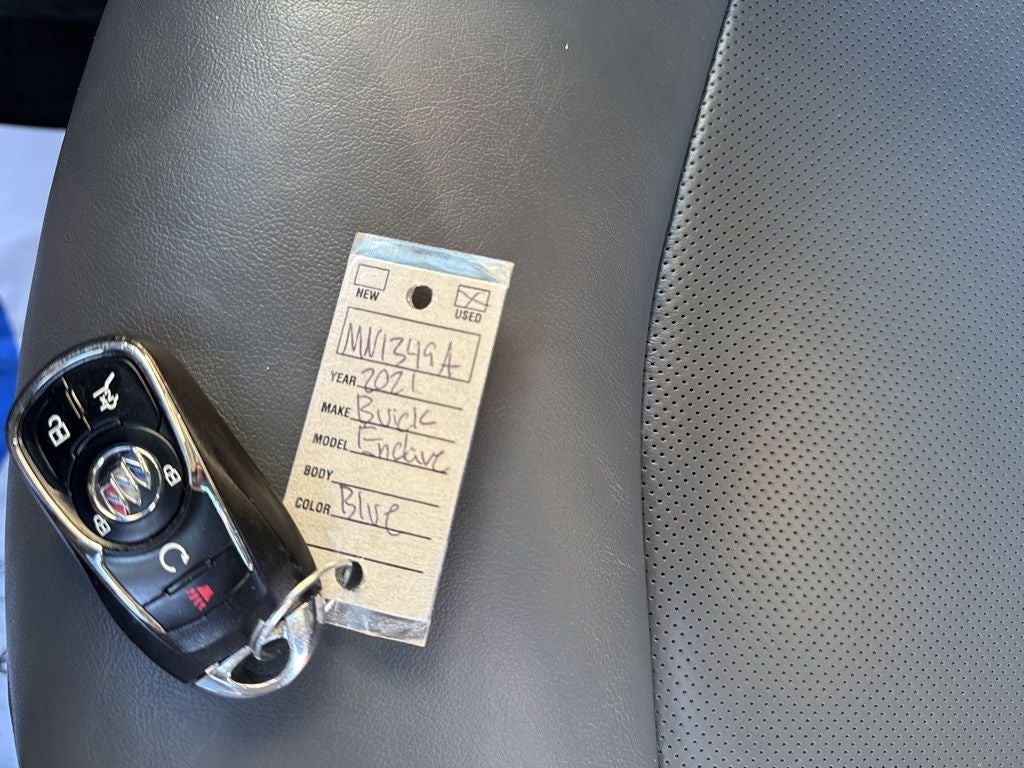 NEW
USED
MN1349A
YEAR 2021
MAKE Buick
MODEL Enclave
BODY
COLOR Blue